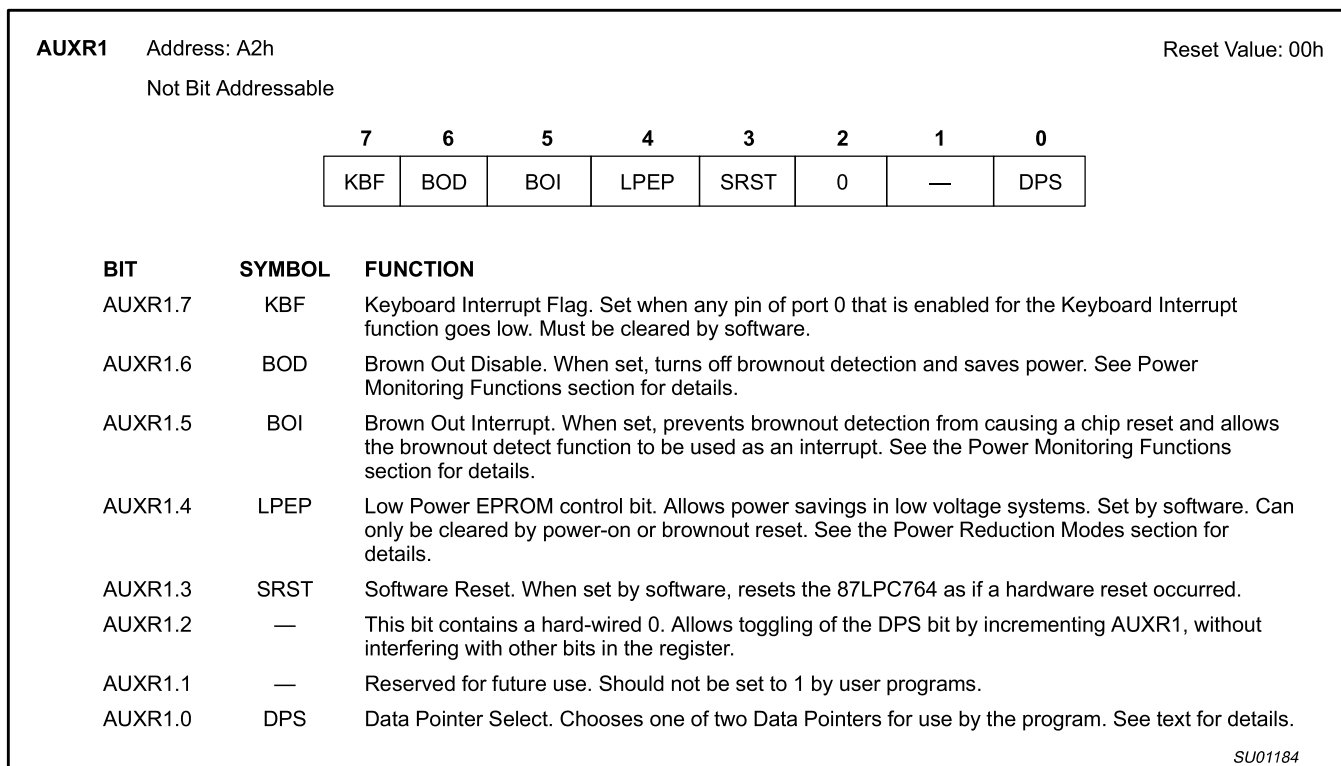 AUXR1 Address: A2h Reset Value: 00h
Not Bit Addressable
7 6 5 4 3 2 1 0
KBF BOD BOI LPEP SRST 0 — DPS
BIT SYMBOL FUNCTION
AUXR1.7 KBF Keyboard Interrupt Flag. Set when any pin of port 0 that is enabled for the Keyboard Interrupt
function goes low. Must be cleared by software.
AUXR1.6 BOD Brown Out Disable. When set, turns off brownout detection and saves power. See Power
Monitoring Functions section for details.
AUXR1.5 BOI Brown Out Interrupt. When set, prevents brownout detection from causing a chip reset and allows
the brownout detect function to be used as an interrupt. See the Power Monitoring Functions
section for details.
AUXR1.4 LPEP Low Power EPROM control bit. Allows power savings in low voltage systems. Set by software. Can
only be cleared by power-on or brownout reset. See the Power Reduction Modes section for
details.
AUXR1.3 SRST Software Reset. When set by software, resets the 87LPC764 as if a hardware reset occurred.
AUXR1.2 — This bit contains a hard-wired 0. Allows toggling of the DPS bit by incrementing AUXR1, without
interfering with other bits in the register.
AUXR1.1 — Reserved for future use. Should not be set to 1 by user programs.
AUXR1.0 DPS Data Pointer Select. Chooses one of two Data Pointers for use by the program. See text for details.
SU01184